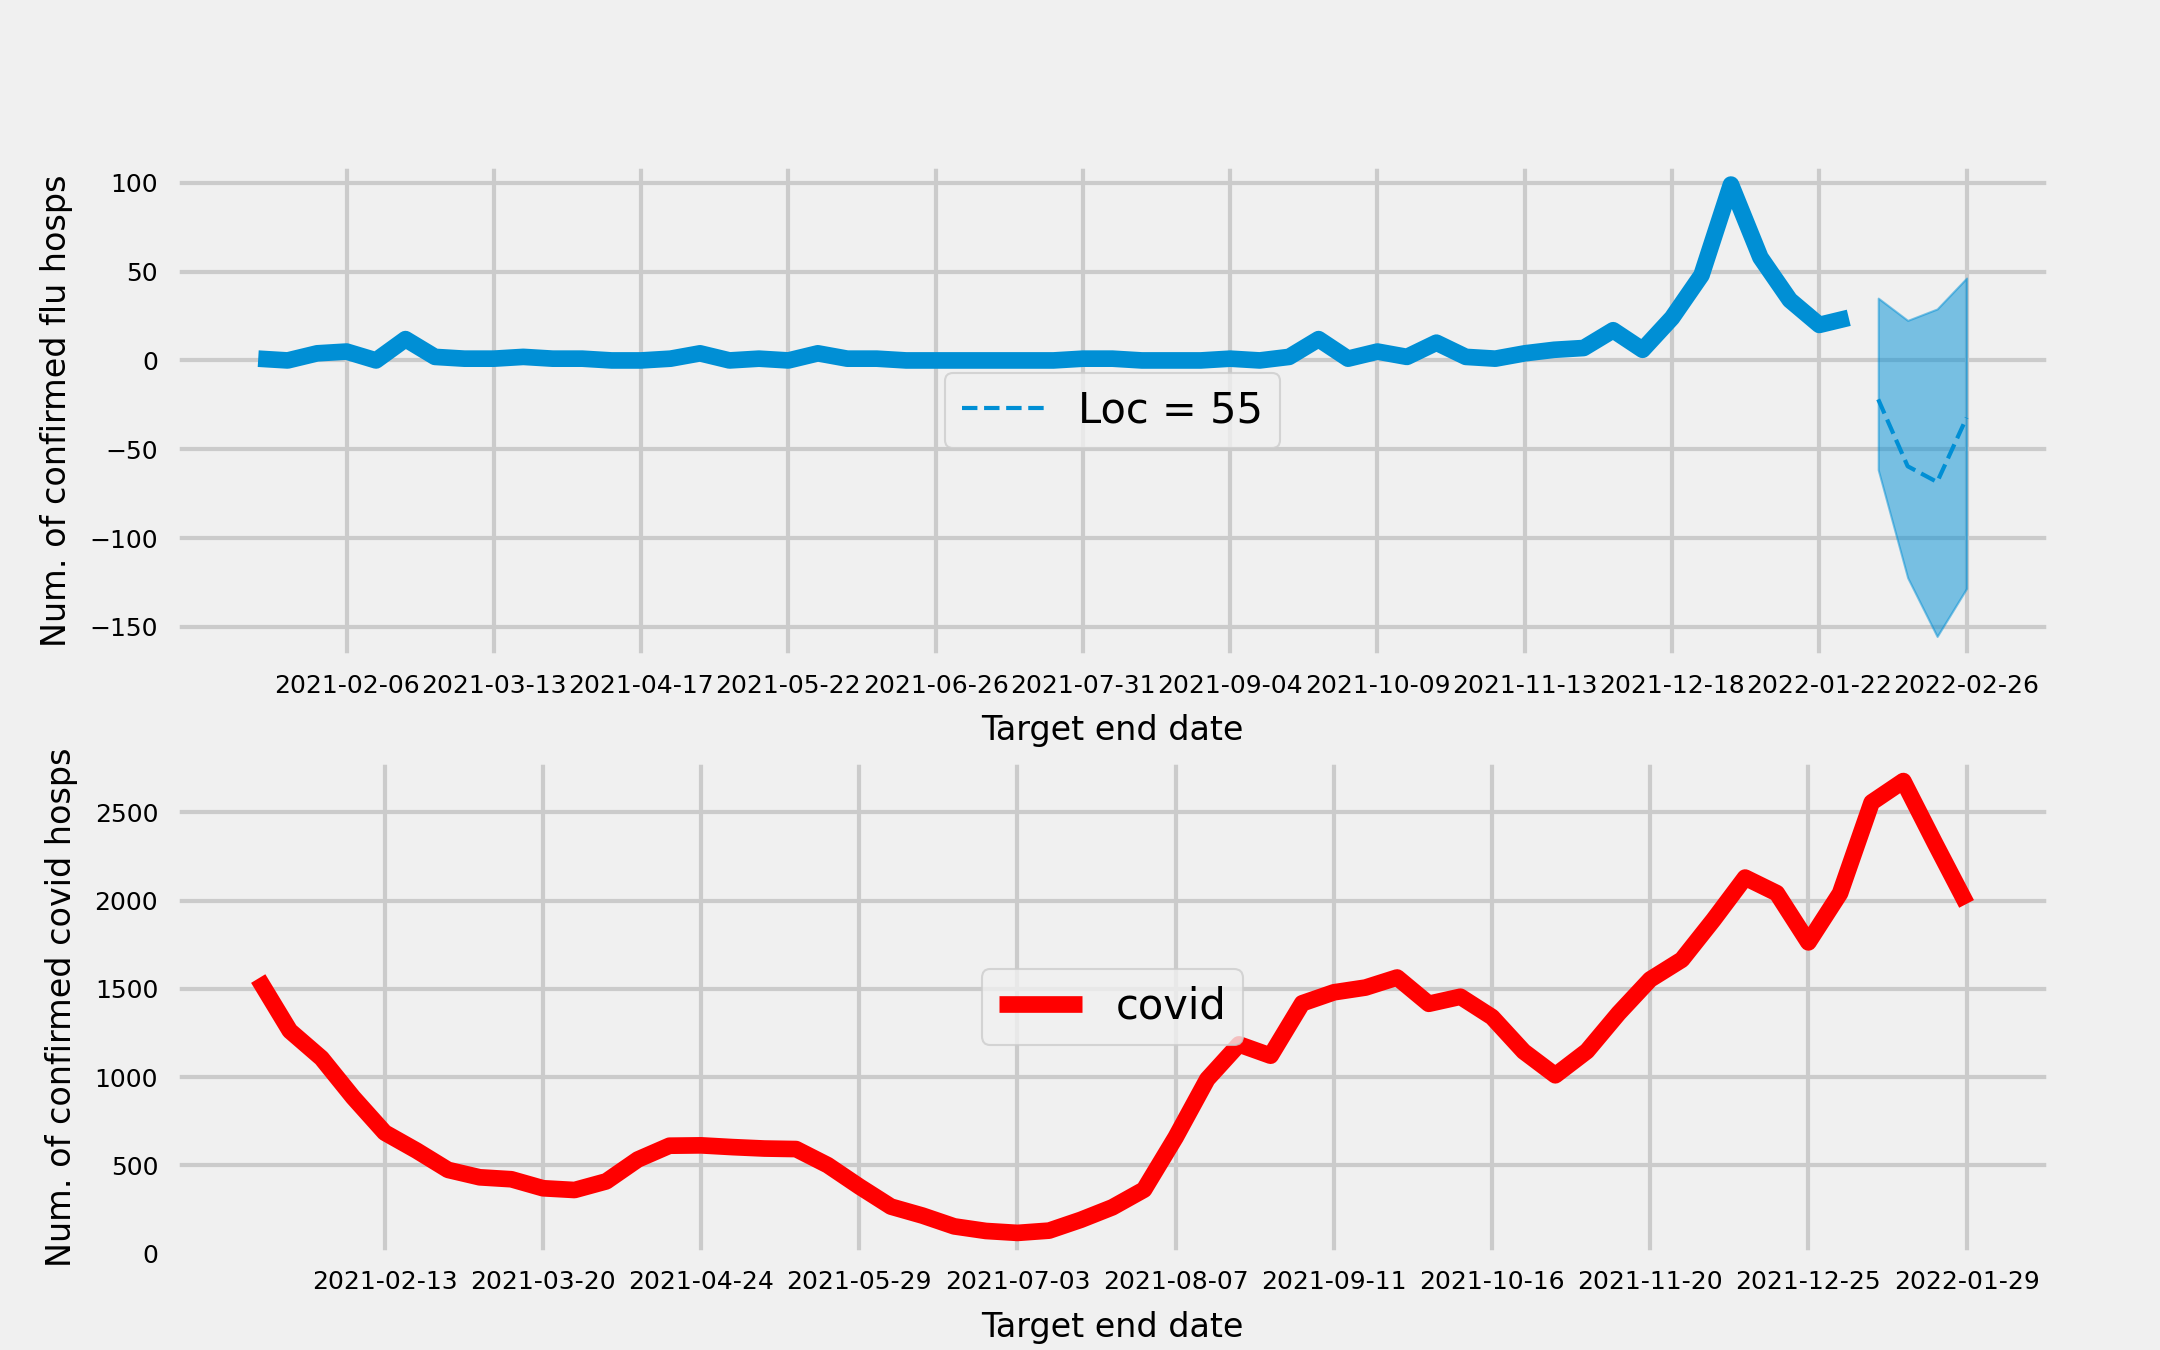 Num. of confirmed flu hosps
100
50
0
−50
−100
−150
Loc = 55
2021-02-06 2021-03-13 2021-04-17 2021-05-22 2021-06-26 2021-07-31 2021-09-04 2021-10-09 2021-11-13 2021-12-18 2022-01-22 2022-02-26
Target end date
Num. of confirmed covid hosps
2500
2000
1500
1000
500
0
covid
2021-02-13 2021-03-20 2021-04-24 2021-05-29 2021-07-03 2021-08-07 2021-09-11 2021-10-16 2021-11-20 2021-12-25 2022-01-29
Target end date